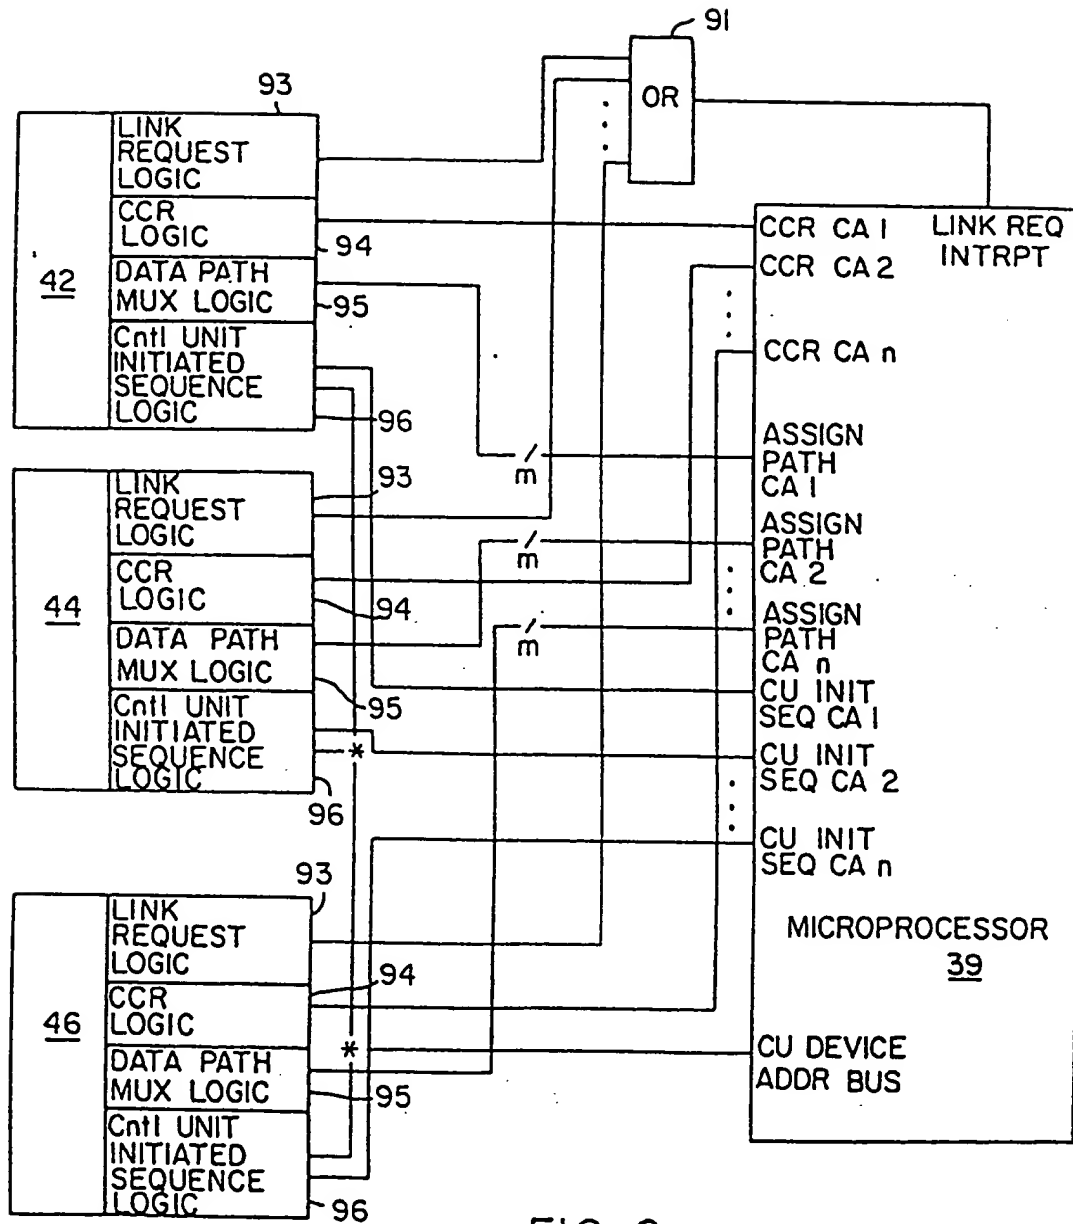 91
OR
93
LINK
REQUEST
LOGIC
CCR
LOGIC
94
42
DATA PATH
MUX LOGIC
95
Cntl UNIT
INITIATED
SEQUENCE
LOGIC
96
93
LINK
REQUEST
LOGIC
CCR
LOGIC
94
44
DATA PATH
MUX LOGIC
95
Cntl UNIT
INITIATED
SEQUENCE
LOGIC
*
96
93
LINK
REQUEST
LOGIC
94
CCR
LOGIC
46
*
DATA PATH
MUX LOGIC
95
Cntl UNIT
INITIATED
SEQUENCE
LOGIC
96
m
m
m
LINK REQ
INTRPT
CCR CA 1
CCR CA 2
CCR CA n
ASSIGN
PATH
CA 1
ASSIGN
PATH
CA 2
ASSIGN
PATH
CA n
CU INIT
SEQ CA 1
CU INIT
SEQ CA 2
CU INIT
SEQ CA n
MICROPROCESSOR
39
CU DEVICE
ADDR BUS